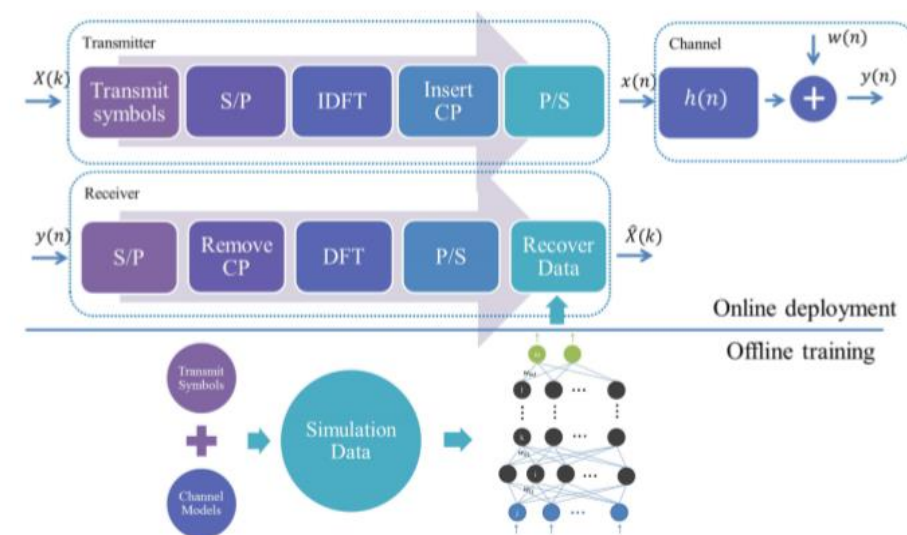 Transmitter
X(k)
Transmit
symbols
S/P
IDFT
Insert
CP
P/S
x(n)
Channel
h(n)
w(n)
+
y(n)
Receiver
y(n)
S/P
Remove
CP
DFT
P/S
Recover
Data
X̂(k)
Online deployment
Offline training
Transmit
Symbols
+
Channel
Models
Simulation
Data
l
k
i
j